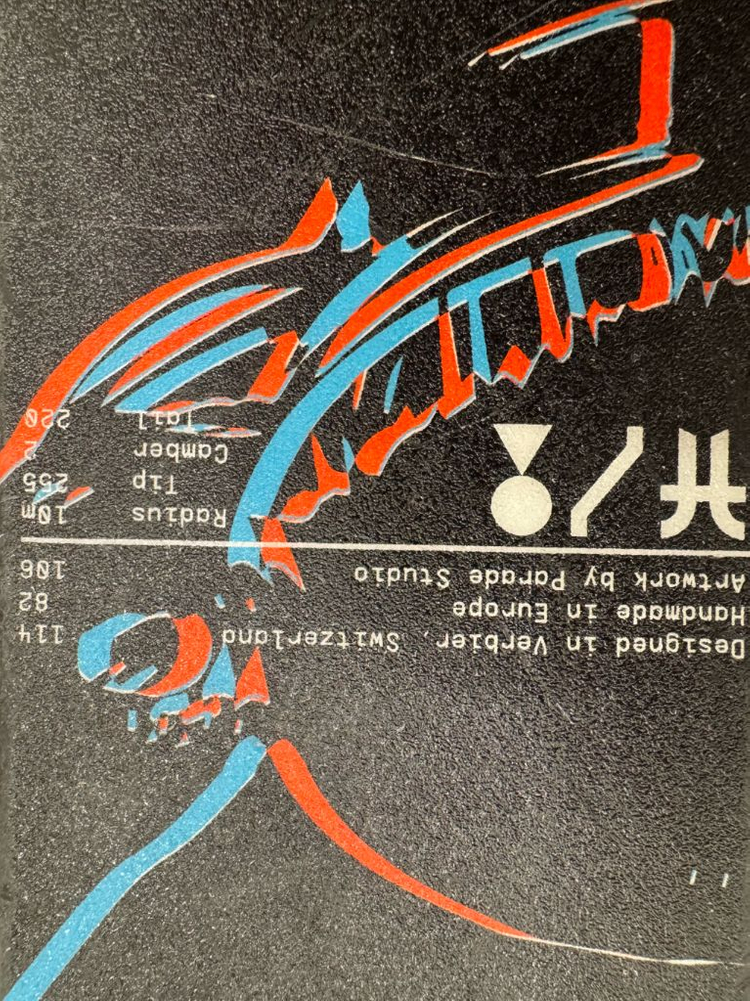 Designed in Verbier, Switzerland 114
Handmade in Europe 82
Artwork by Parade Studio 106
Radius 10m
Tip 255
Camber 2
Tail 220